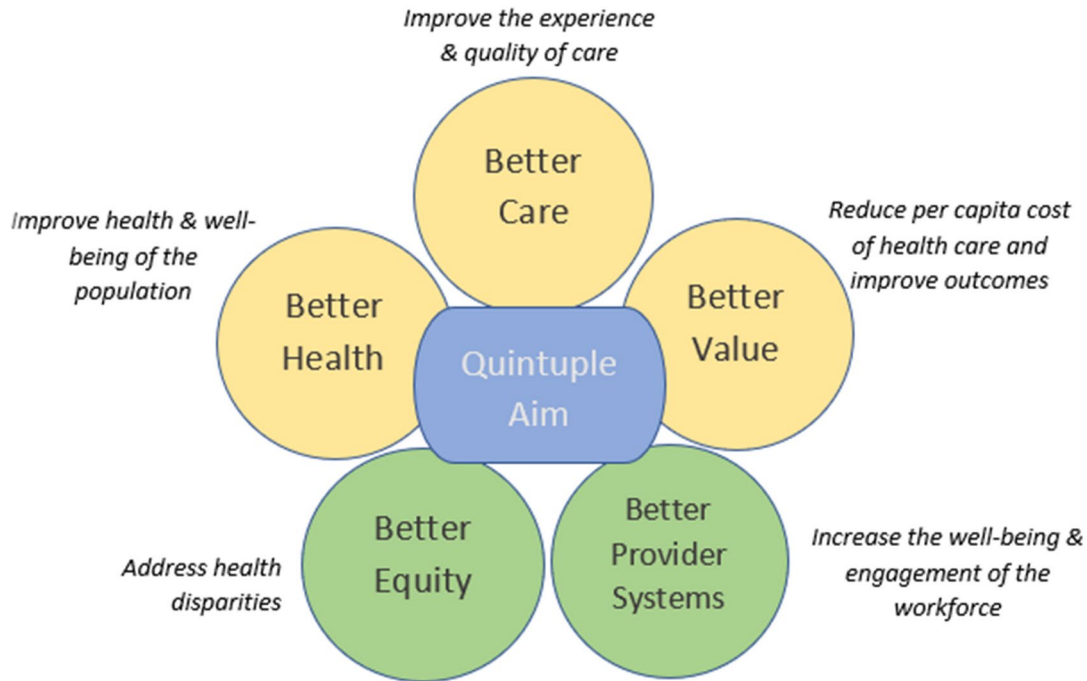 Improve the experience
& quality of care
Better
Care
Improve health & well-
being of the
population
Better
Health
Reduce per capita cost
of health care and
improve outcomes
Better
Value
Quintuple
Aim
Address health
disparities
Better
Equity
Better
Provider
Systems
Increase the well-being &
engagement of the
workforce